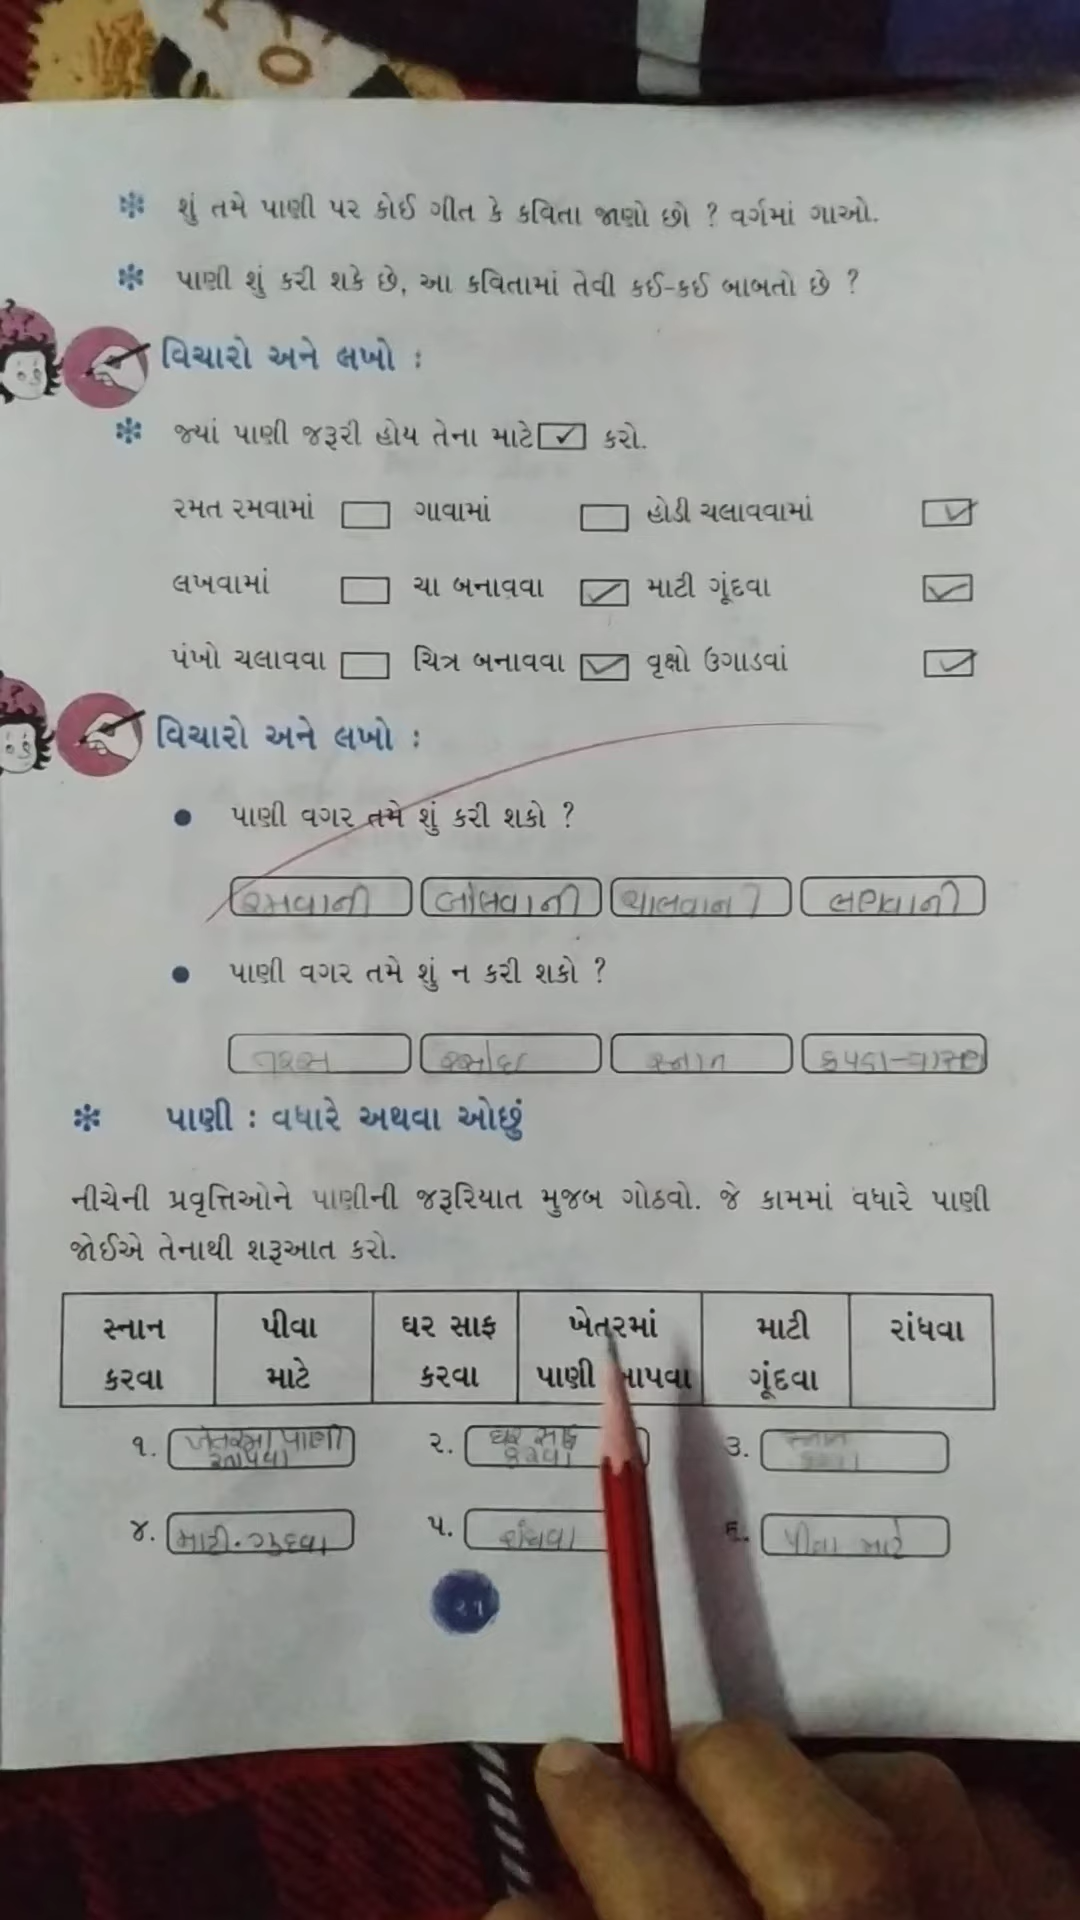 શું તમે પાણી પર કોઈ ગીત કે કવિતા જાણો છો ? વર્ગમાં ગાઓ.
પાણી શું કરી શકે છે, આ કવિતામાં તેવી કઈ-કઈ બાબતો છે ?
વિચારો અને લખો :
જ્યાં પાણી જરૂરી હોય તેના માટે ✓ કરો.
રમત રમવામાં ગાવામાં હોડી ચલાવવામાં ✓
લખવામાં ચા બનાવવા ✓ માટી ગૂંદવા ✓
પંખો ચલાવવા ચિત્ર બનાવવા ✓ વૃક્ષો ઉગાડવાં ✓
વિચારો અને લખો :
પાણી વગર તમે શું કરી શકો ?
રમવાની બોલવાની ચાલવાની લખવાની
પાણી વગર તમે શું ન કરી શકો ?
તરસ રસોઇ સ્નાન
પાણી : વધારે અથવા ઓછું
નીચેની પ્રવૃત્તિઓને પાણીની જરૂરિયાત મુજબ ગોઠવો. જે કામમાં વધારે પાણી
જોઈએ તેનાથી શરૂઆત કરો.
સ્નાન પીવા ઘર સાફ ખેતરમાં માટી રાંધવા
કરવા માટે કરવા પાણી આપવા ગૂંદવા
૧. ખેતરમાં પાણી ૨. ઘર સાફ ૩. સ્નાન
આપવા કરવા કરવા
૪. માટી ગુદવા ૫. રાંધવા ૬. પીવા માટે
૨૧